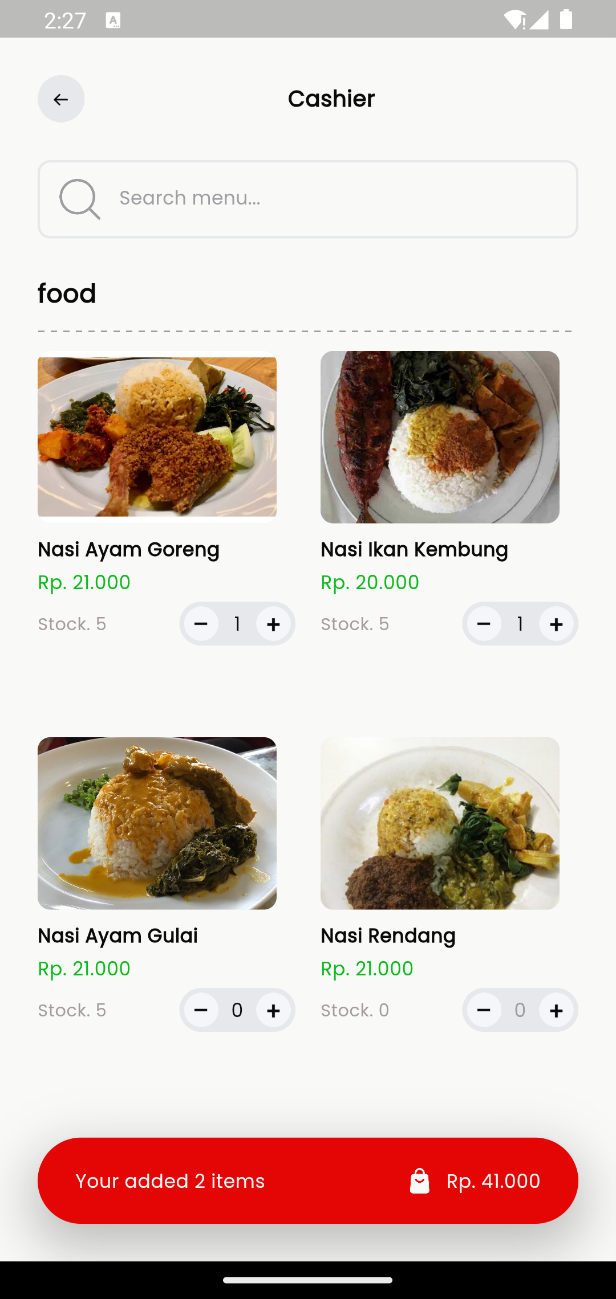 2:27 A
Cashier
Search menu...
food
Nasi Ayam Goreng
Rp. 21.000
Stock. 5 − 1 +
Nasi Ikan Kembung
Rp. 20.000
Stock. 5 − 1 +
Nasi Ayam Gulai
Rp. 21.000
Stock. 5 − 0 +
Nasi Rendang
Rp. 21.000
Stock. 0 − 0 +
Your added 2 items Rp. 41.000